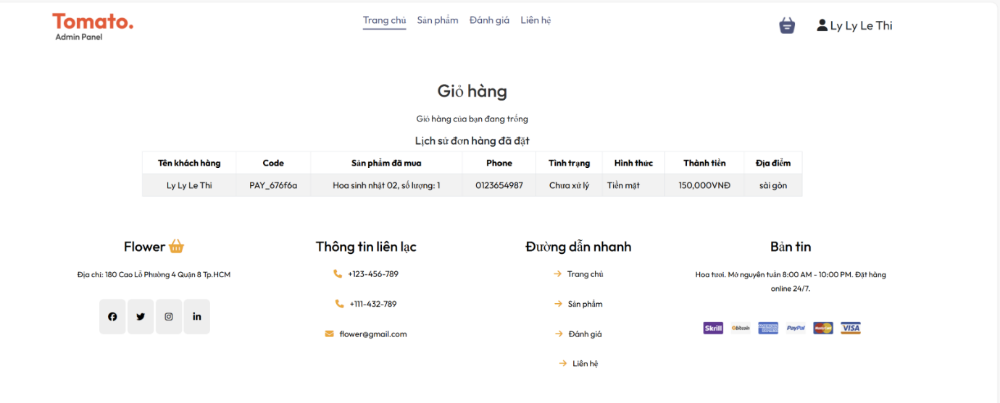 Tomato.
Admin Panel
Trang chủ Sản phẩm Đánh giá Liên hệ
Ly Ly Le Thi
Giỏ hàng
Giỏ hàng của bạn đang trống
Lịch sử đơn hàng đã đặt
Tên khách hàng Code Sản phẩm đã mua Phone Tình trạng Hình thức Thành tiền Địa điểm
Ly Ly Le Thi PAY_676f6a Hoa sinh nhật 02, số lượng: 1 0123654987 Chưa xử lý Tiền mặt 150,000VNĐ sài gòn
Flower
Địa chỉ: 180 Cao Lỗ Phường 4 Quận 8 Tp.HCM
in
Thông tin liên lạc
+123-456-789
+111-432-789
flower@gmail.com
Đường dẫn nhanh
Trang chủ
Sản phẩm
Đánh giá
Liên hệ
Bản tin
Hoa tươi. Mở nguyên tuần 8:00 AM - 10:00 PM. Đặt hàng
online 24/7.
Skrill bitcoin PayPal MasterCard VISA